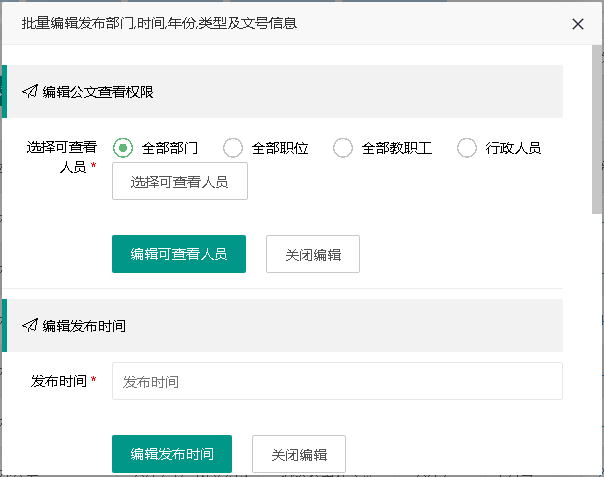 批量编辑发布部门,时间,年份,类型及文号信息
编辑公文查看权限
选择可查看人员 * 全部部门 全部职位 全部教职工 行政人员
选择可查看人员
编辑可查看人员 关闭编辑
编辑发布时间
发布时间 * 发布时间
编辑发布时间 关闭编辑